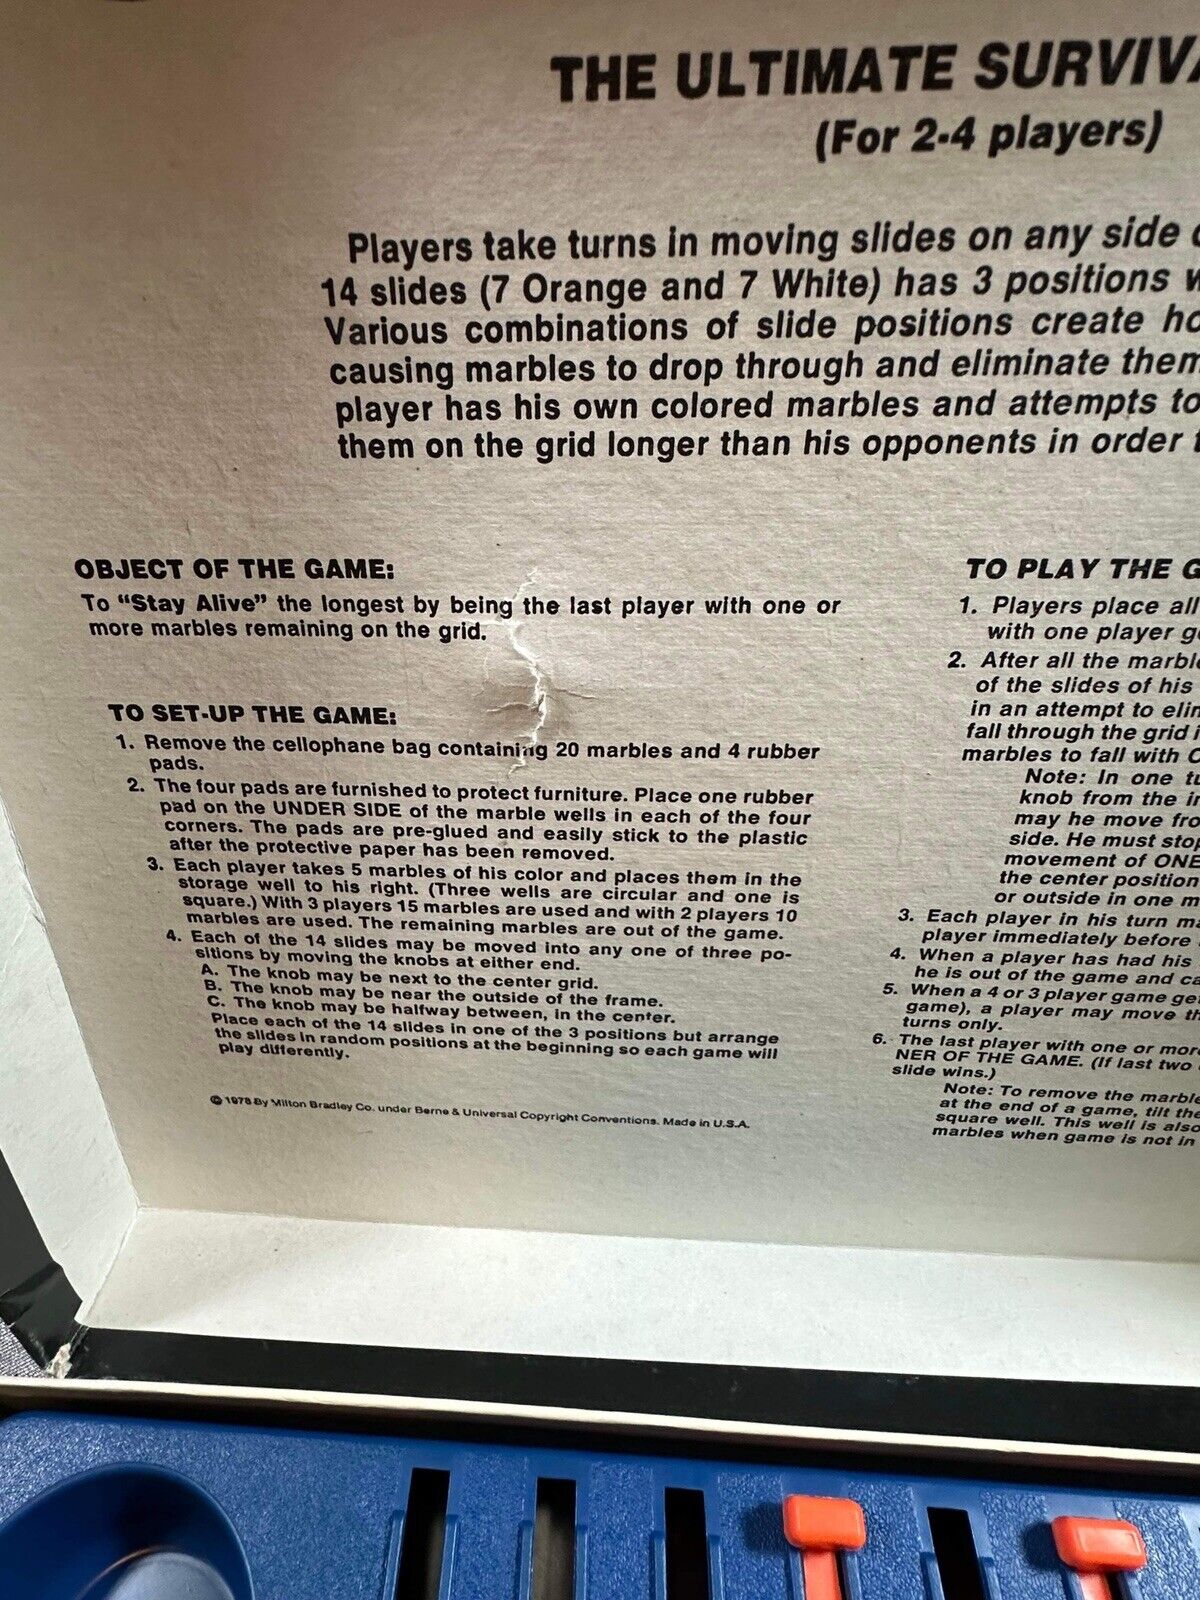 THE ULTIMATE
(For 2-4 players)
Players take turns in moving slides on any side
14 slides (7 Orange and 7 White) has 3 positions
Various combinations of slide positions create
causing marbles to drop through and eliminate them
player has his own colored marbles and attempts to
them on the grid longer than his opponents in order
OBJECT OF THE GAME:
To “Stay Alive” the longest by being the last player with one or
more marbles remaining on the grid.
TO SET-UP THE GAME:
1. Remove the cellophane bag containing 20 marbles and 4 rubber
pads.
2. The four pads are furnished to protect furniture. Place one rubber
pad on the UNDER SIDE of the marble wells in each of the four
corners. The pads are pre-glued and easily stick to the plastic
after the protective paper has been removed.
3. Each player takes 5 marbles of his color and places them in the
storage well to his right. (Three wells are circular and one is
square.) With 3 players 15 marbles are used and with 2 players 10
marbles are used. The remaining marbles are out of the game.
4. Each of the 14 slides may be moved into any one of three po-
sitions by moving the knobs at either end.
A. The knob may be next to the center grid.
B. The knob may be near the outside of the frame.
C. The knob may be halfway between, in the center.
Place each of the 14 slides in one of the 3 positions but arrange
the slides in random positions at the beginning so each game will
play differently.
© 1978 By Milton Bradley Co. under Berne & Universal Copyright Conventions. Made in U.S.A.
TO PLAY THE
1. Players place all
with one player
2. After all the
of the slides of his
in an attempt to
fall through the grid
marbles to fall with
Note: In one
knob from the
may he move
side. He must stop
movement of ONE
the center position
or outside in one
3. Each player in his turn
player immediately before
4. When a player has had his
he is out of the game and
5. When a 4 or 3 player game
game), a player may move
turns only.
6. The last player with one or more
NER OF THE GAME. (If last two
slide wins.)
Note: To remove the
at the end of a game, tilt the
square well. This well is also
marbles when game is not in